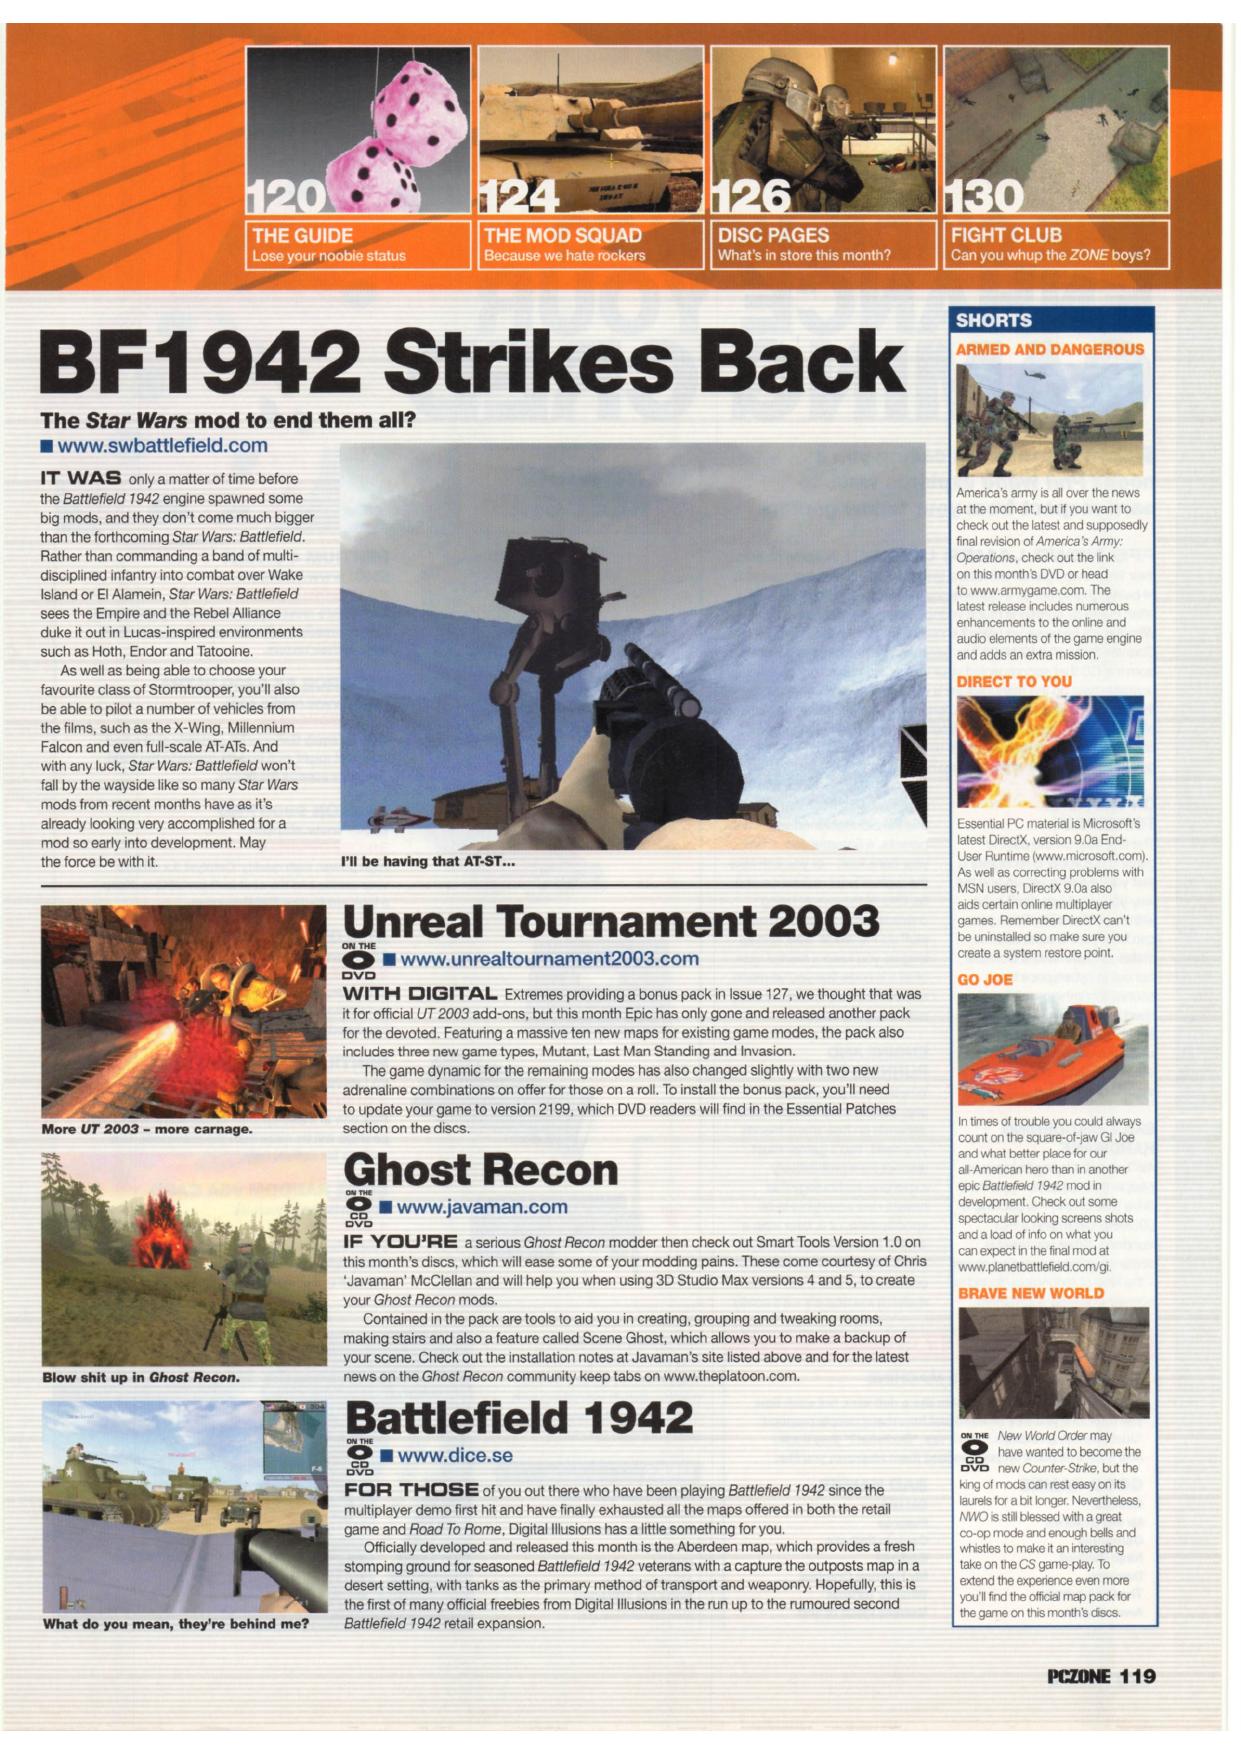 120
THE GUIDE
Lose your noobie status
124
THE MOD SQUAD
Because we hate rockers
126
DISC PAGES
What's in store this month?
130
FIGHT CLUB
Can you whup the ZONE boys?
BF1942 Strikes Back
The Star Wars mod to end them all?
■ www.swbattlefield.com
IT WAS only a matter of time before
the Battlefield 1942 engine spawned some
big mods, and they don't come much bigger
than the forthcoming Star Wars: Battlefield.
Rather than commanding a band of multi-
disciplined infantry into combat over Wake
Island or El Alamein, Star Wars: Battlefield
sees the Empire and the Rebel Alliance
duke it out in Lucas-inspired environments
such as Hoth, Endor and Tatooine.
As well as being able to choose your
favourite class of Stormtrooper, you'll also
be able to pilot a number of vehicles from
the films, such as the X-Wing, Millennium
Falcon and even full-scale AT-ATs. And
with any luck, Star Wars: Battlefield won't
fall by the wayside like so many Star Wars
mods from recent months have as it's
already looking very accomplished for a
mod so early into development. May
the force be with it.
I'll be having that AT-ST...
Unreal Tournament 2003
ON THE
DVD
■ www.unrealtournament2003.com
WITH DIGITAL Extremes providing a bonus pack in Issue 127, we thought that was
it for official UT 2003 add-ons, but this month Epic has only gone and released another pack
for the devoted. Featuring a massive ten new maps for existing game modes, the pack also
includes three new game types, Mutant, Last Man Standing and Invasion.
The game dynamic for the remaining modes has also changed slightly with two new
adrenaline combinations on offer for those on a roll. To install the bonus pack, you'll need
to update your game to version 2199, which DVD readers will find in the Essential Patches
section on the discs.
More UT 2003 – more carnage.
Ghost Recon
ON THE
CD
DVD
■ www.javaman.com
IF YOU'RE a serious Ghost Recon modder then check out Smart Tools Version 1.0 on
this month's discs, which will ease some of your modding pains. These come courtesy of Chris
'Javaman' McClellan and will help you when using 3D Studio Max versions 4 and 5, to create
your Ghost Recon mods.
Contained in the pack are tools to aid you in creating, grouping and tweaking rooms,
making stairs and also a feature called Scene Ghost, which allows you to make a backup of
your scene. Check out the installation notes at Javaman's site listed above and for the latest
news on the Ghost Recon community keep tabs on www.theplatoon.com.
Blow shit up in Ghost Recon.
Battlefield 1942
ON THE
CD
DVD
■ www.dice.se
FOR THOSE of you out there who have been playing Battlefield 1942 since the
multiplayer demo first hit and have finally exhausted all the maps offered in both the retail
game and Road To Rome, Digital Illusions has a little something for you.
Officially developed and released this month is the Aberdeen map, which provides a fresh
stomping ground for seasoned Battlefield 1942 veterans with a capture the outposts map in a
desert setting, with tanks as the primary method of transport and weaponry. Hopefully, this is
the first of many official freebies from Digital Illusions in the run up to the rumoured second
Battlefield 1942 retail expansion.
What do you mean, they're behind me?
SHORTS
ARMED AND DANGEROUS
America's army is all over the news
at the moment, but if you want to
check out the latest and supposedly
final revision of America's Army:
Operations, check out the link
on this month's DVD or head
to www.armygame.com. The
latest release includes numerous
enhancements to the online and
audio elements of the game engine
and adds an extra mission.
DIRECT TO YOU
Essential PC material is Microsoft's
latest DirectX, version 9.0a End-
User Runtime (www.microsoft.com).
As well as correcting problems with
MSN users, DirectX 9.0a also
aids certain online multiplayer
games. Remember DirectX can't
be uninstalled so make sure you
create a system restore point.
GO JOE
In times of trouble you could always
count on the square-of-jaw GI Joe
and what better place for our
all-American hero than in another
epic Battlefield 1942 mod in
development. Check out some
spectacular looking screens shots
and a load of info on what you
can expect in the final mod at
www.planetbattlefield.com/gi.
BRAVE NEW WORLD
ON THE
CD
DVD
New World Order may
have wanted to become the
new Counter-Strike, but the
king of mods can rest easy on its
laurels for a bit longer. Nevertheless,
NWO is still blessed with a great
co-op mode and enough bells and
whistles to make it an interesting
take on the CS game-play. To
extend the experience even more
you'll find the official map pack for
the game on this month's discs.
PCZONE 119